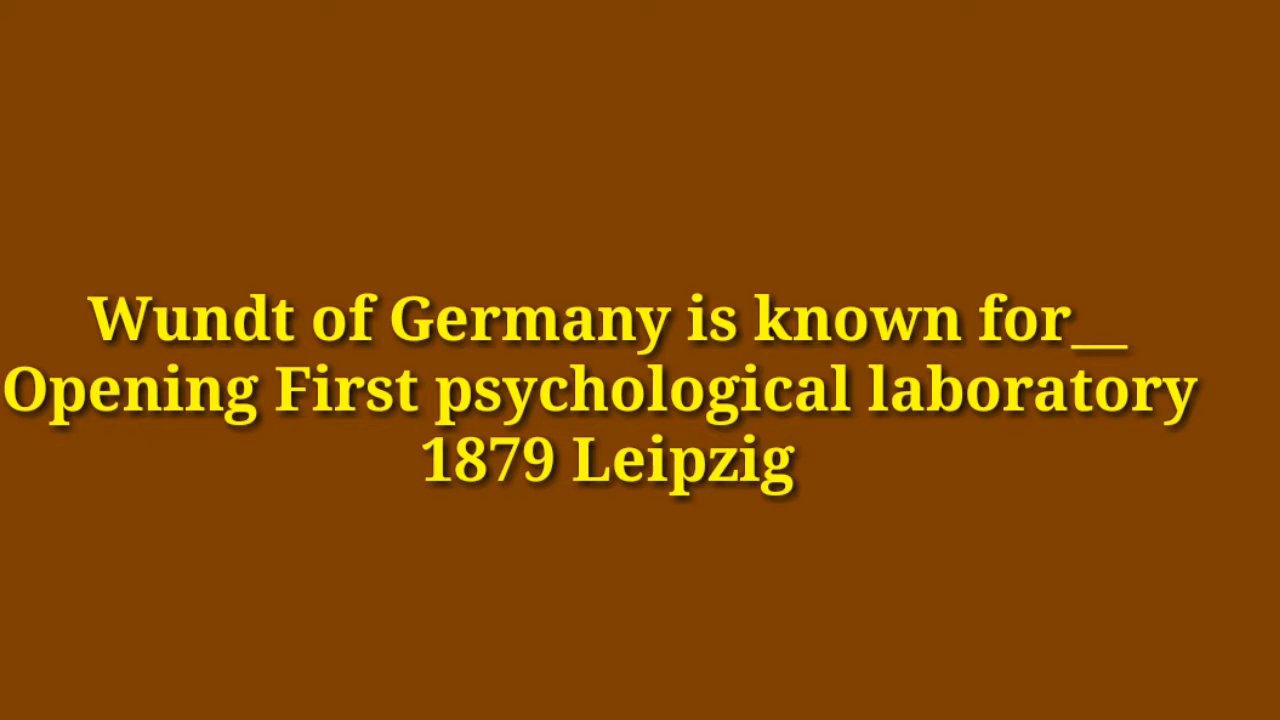 Wundt of Germany is known for__
Opening First psychological laboratory
1879 Leipzig